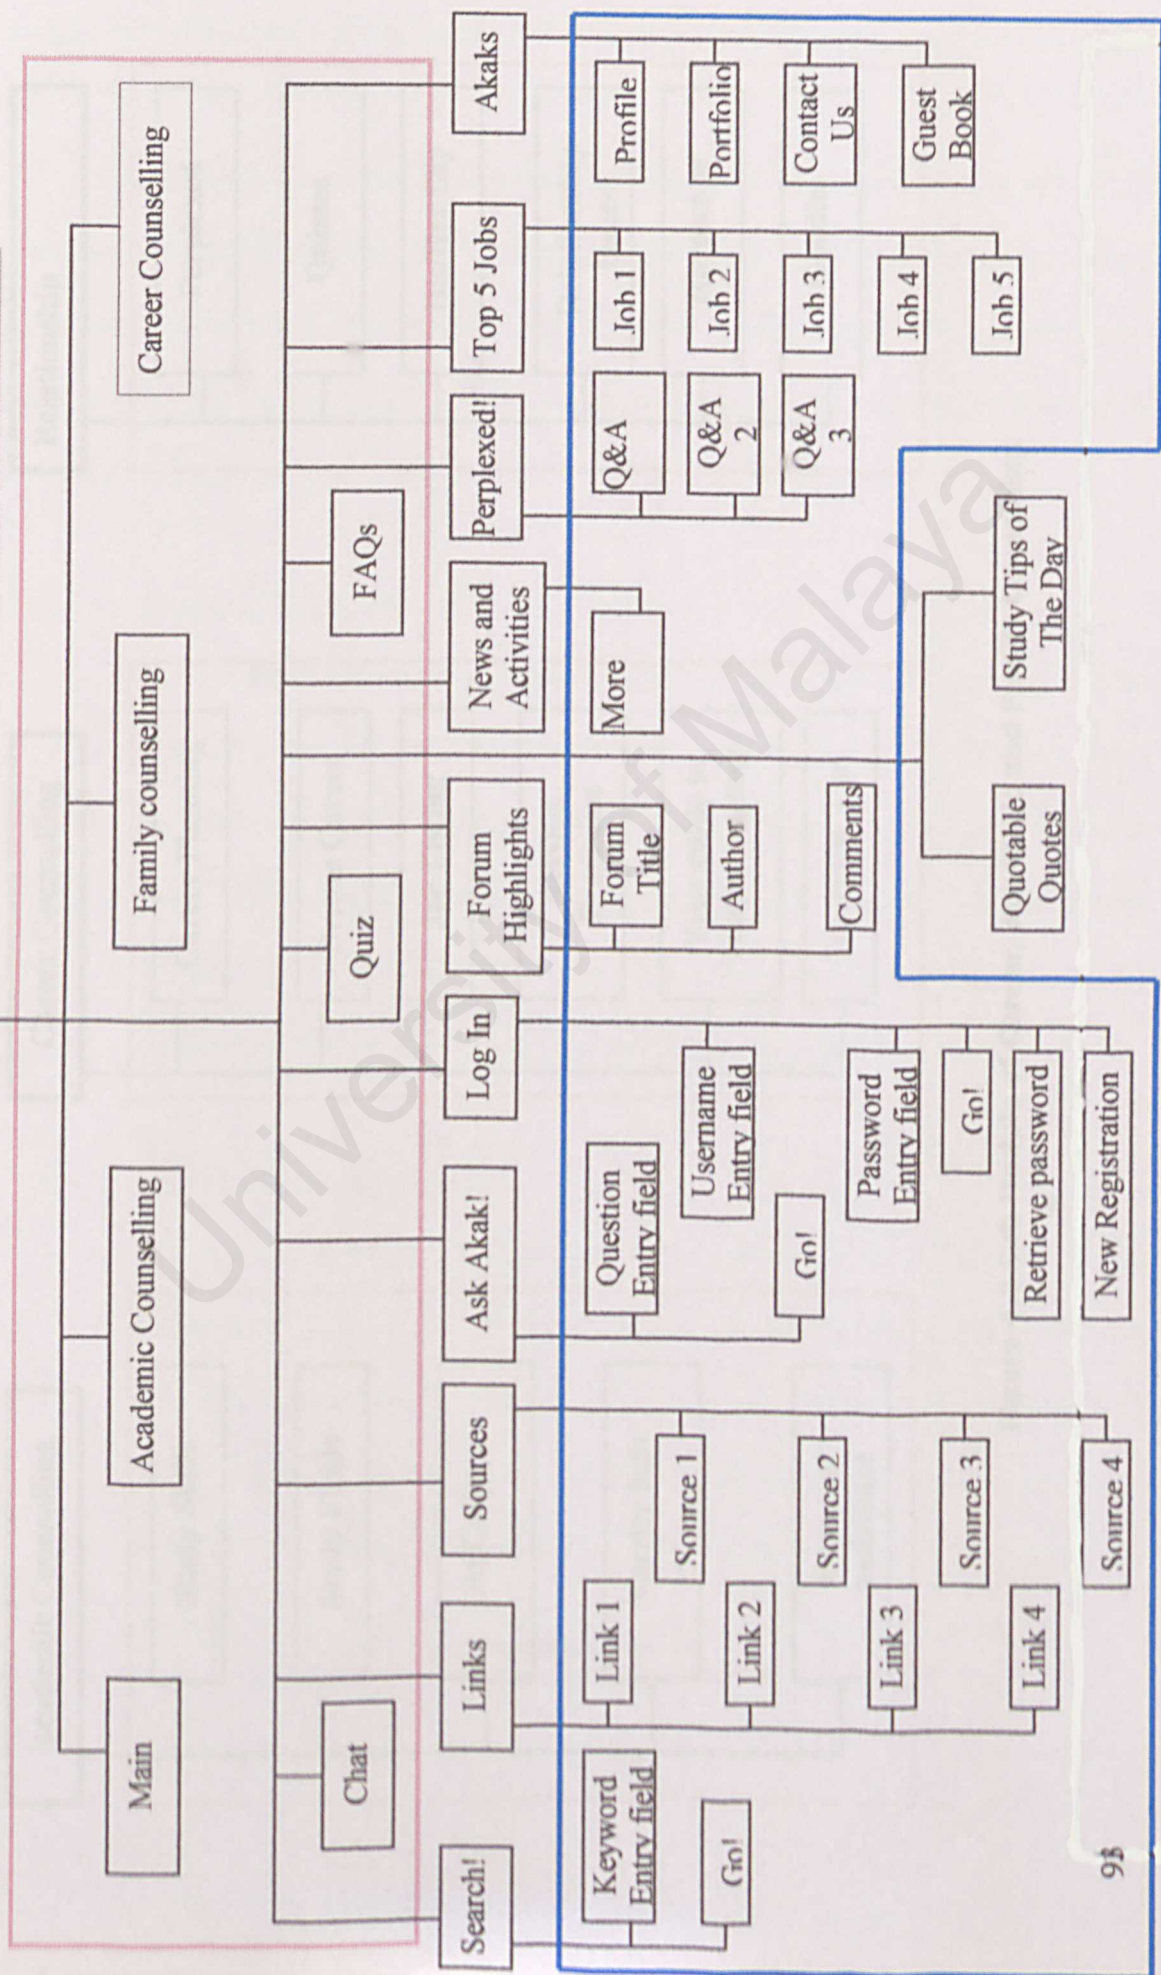 Main
Academic Counselling
Family counselling
Career Counselling
Chat
Quiz
FAQs
Search!
Links
Sources
Ask Akak!
Log In
Forum
Highlights
News and
Activities
Perplexed!
Top 5 Jobs
Akaks
Keyword
Entry field
Go!
Link 1
Link 2
Link 3
Link 4
Source 1
Source 2
Source 3
Source 4
Question
Entry field
Go!
Username
Entry field
Password
Entry field
Go!
Retrieve password
New Registration
Forum
Title
Author
Comments
More
Q&A
Q&A
2
Q&A
3
Job 1
Job 2
Job 3
Job 4
Job 5
Profile
Portfolio
Contact
Us
Guest
Book
Quotable
Quotes
Study Tips of
The Day
University of Malaya